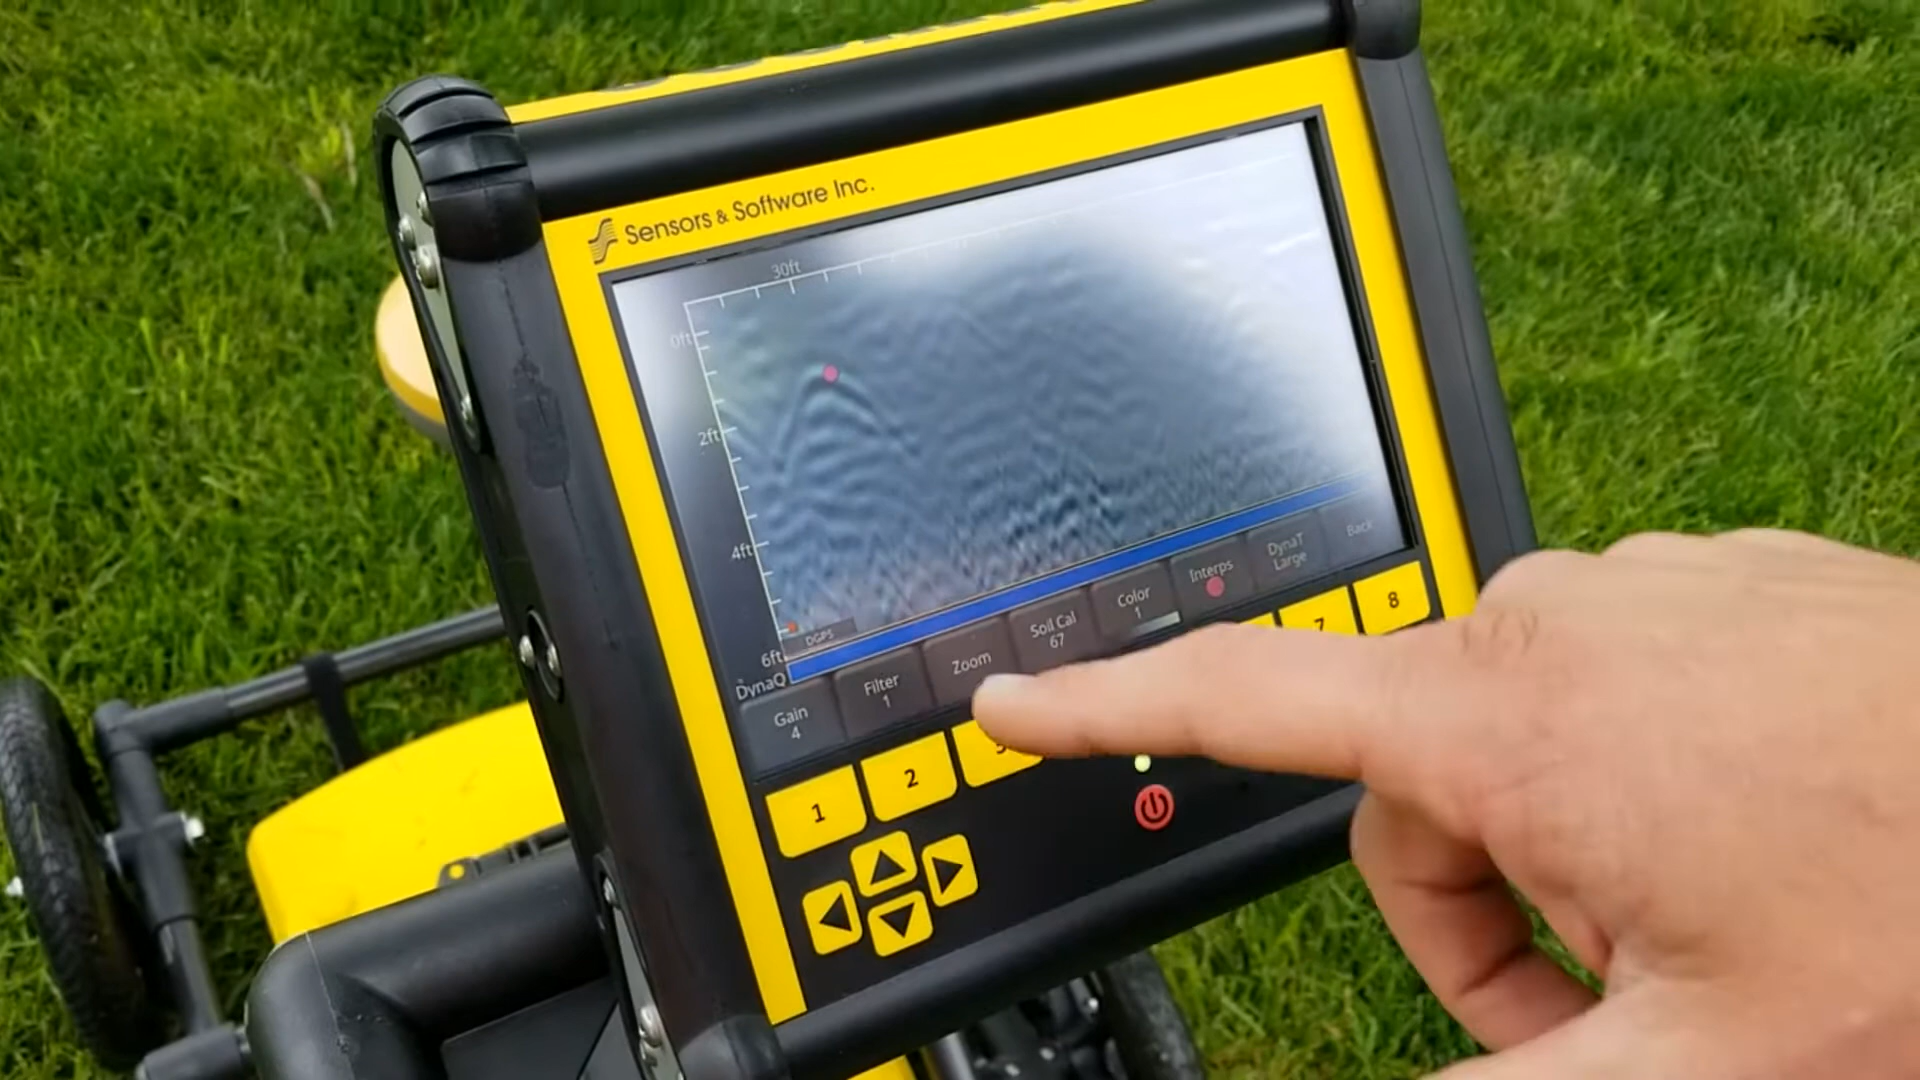 Sensors & Software Inc.
30ft
0ft
2ft
4ft
DGPS
6ft
DynaQ
Gain
4
Filter
1
Zoom
Soil Cal
67
Color
1
Interps
DynaT
Large
Back
1
2
7
8